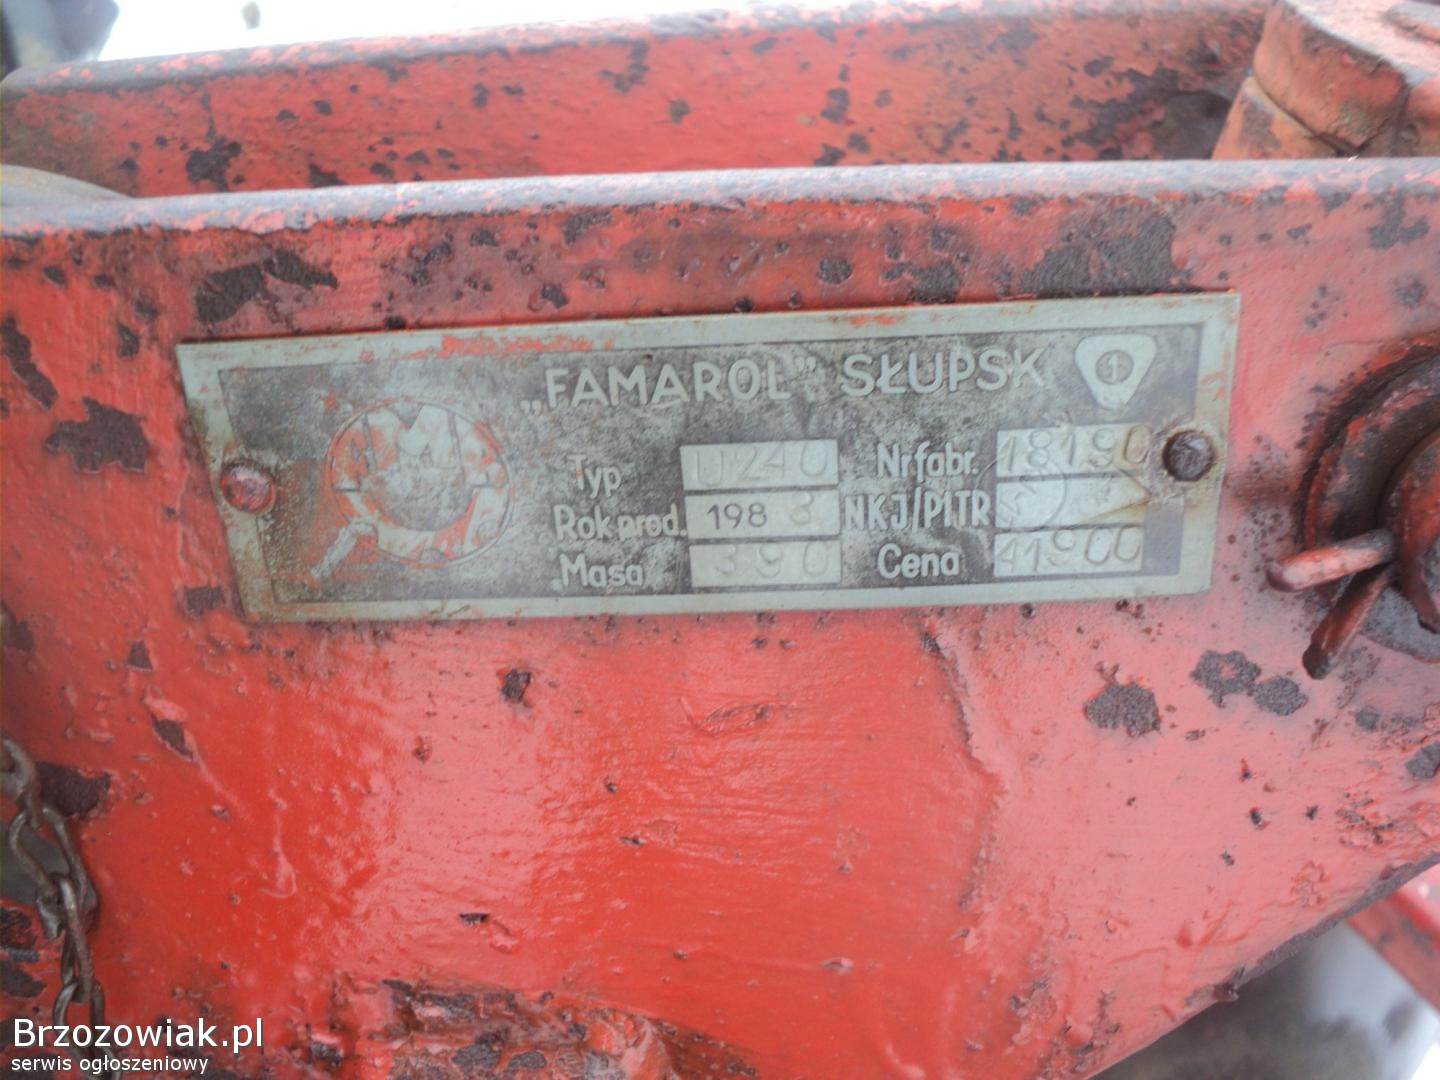 „FAMAROL” SŁUPSK 1
Typ U240 Nr fabr. 18190
Rok prod. 1983 NKJ/PITR
Masa 390 Cena 41900
Brzozowiak.pl
serwis ogłoszeniowy